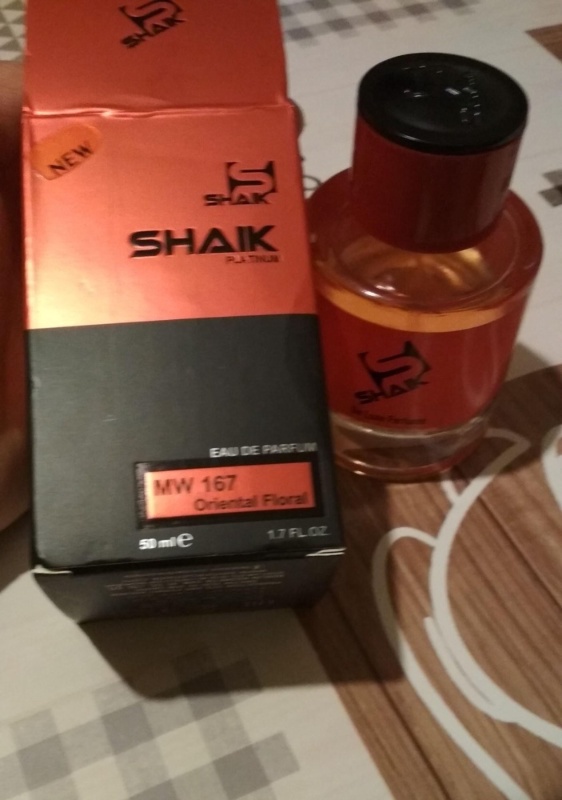 SHAIK
NEW
SHAIK
SHAIK
PLATINUM
EAU DE PARFUM
MW 167
Oriental Floral
50 ml e
1.7 FL.OZ.
SHAIK